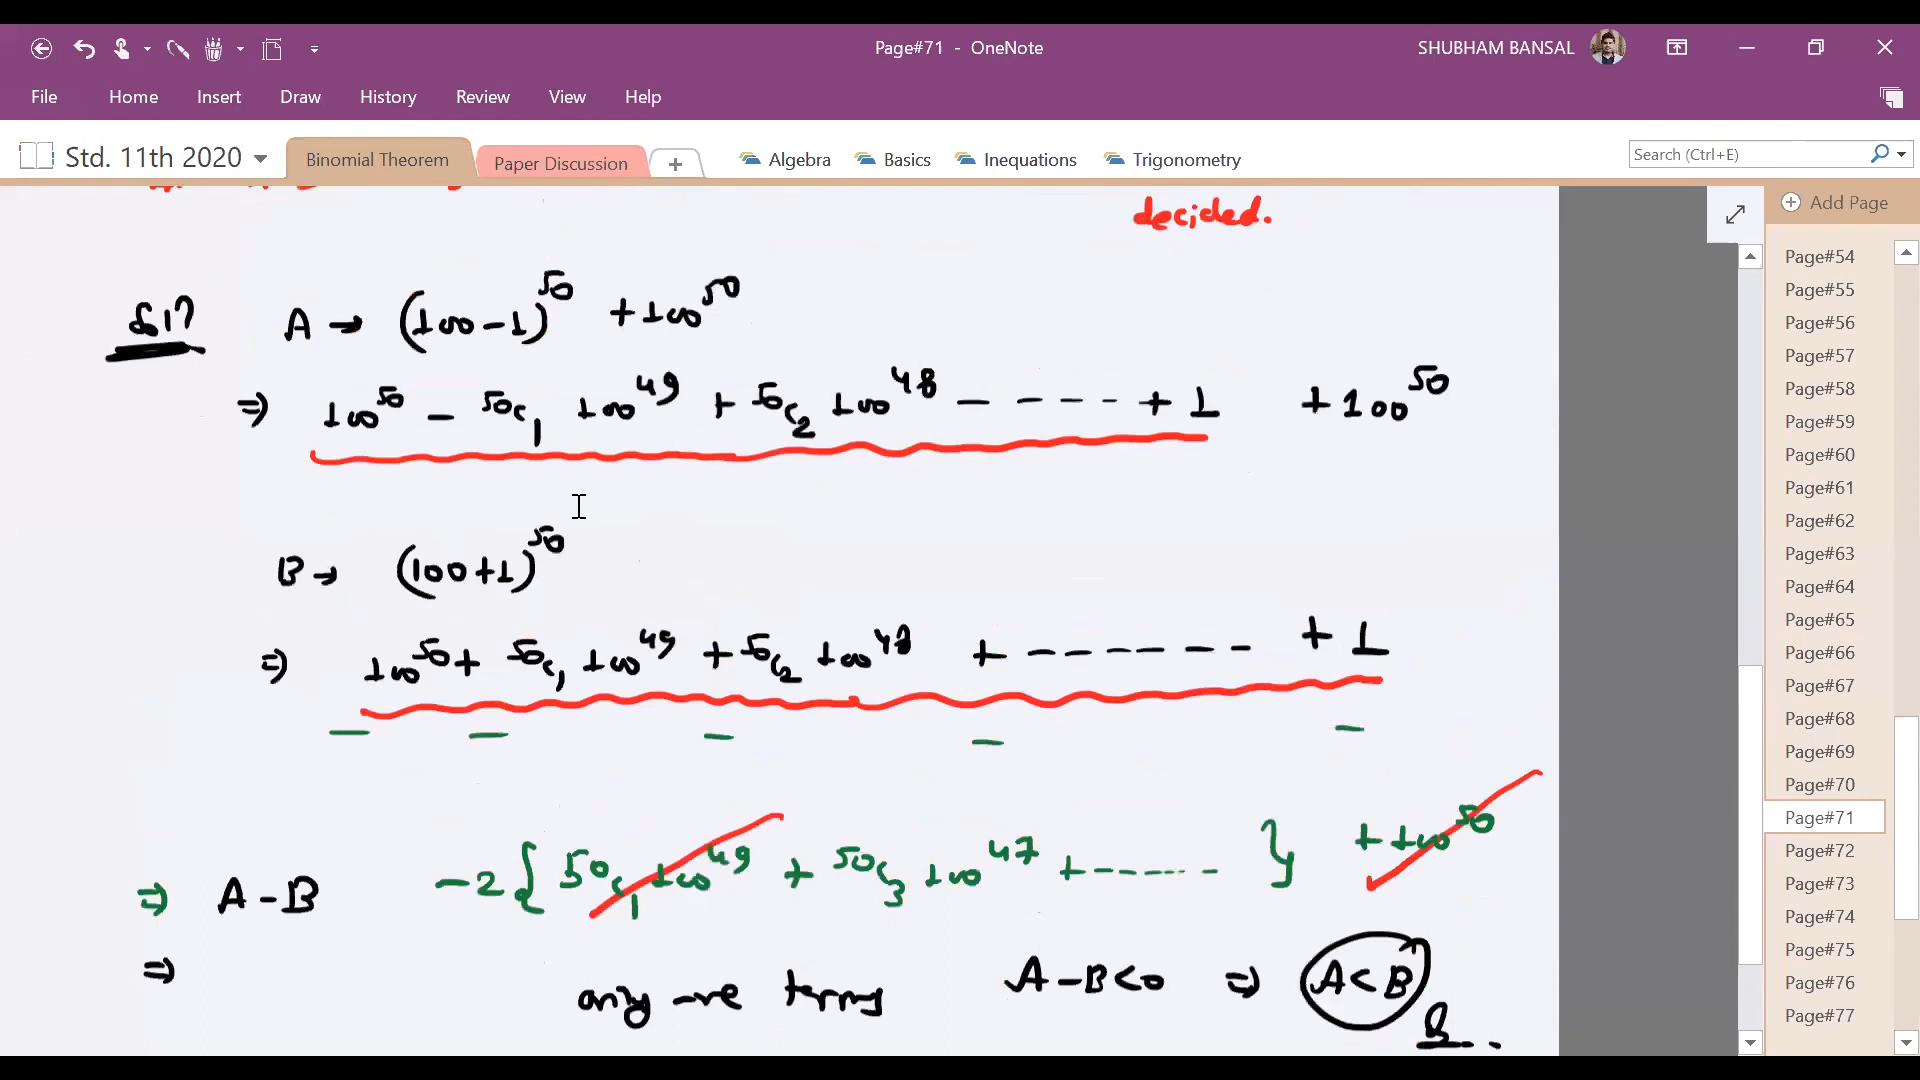 Page#71 - OneNote
SHUBHAM BANSAL
File Home Insert Draw History Review View Help
Std. 11th 2020
Binomial Theorem
Paper Discussion
+
Algebra
Basics
Inequations
Trigonometry
Search (Ctrl+E)
Add Page
decided.
Sol? A → (100-1)^50 + 100^50
⇒ 100^50 - 50C1 100^49 + 50C2 100^48 - ---- + 1 + 100^50
B → (100+1)^50
⇒ 100^50 + 50C1 100^49 + 50C2 100^48 + ------- + 1
- - - - -
⇒ A-B -2{ 50C1 100^49 + 50C3 100^47 + ------ } + 100^50
⇒ only -ve terms A-B<0 ⇒ A<B
Page#54
Page#55
Page#56
Page#57
Page#58
Page#59
Page#60
Page#61
Page#62
Page#63
Page#64
Page#65
Page#66
Page#67
Page#68
Page#69
Page#70
Page#71
Page#72
Page#73
Page#74
Page#75
Page#76
Page#77